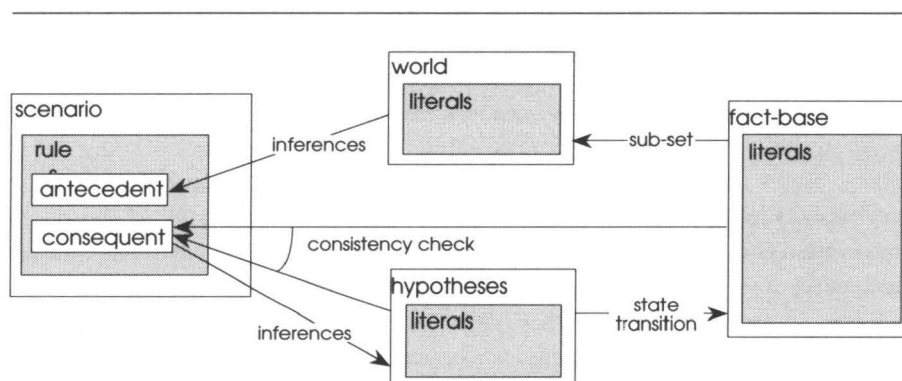 world
literals
scenario
inferences
rule
antecedent
consequent
sub-set
fact-base
literals
consistency check
hypotheses
literals
inferences
state
transition